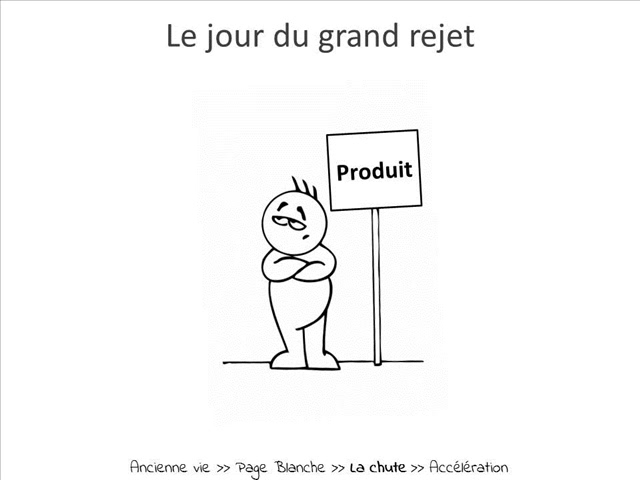 Le jour du grand rejet
Produit
Ancienne vie >> Page Blanche >> La chute >> Accélération